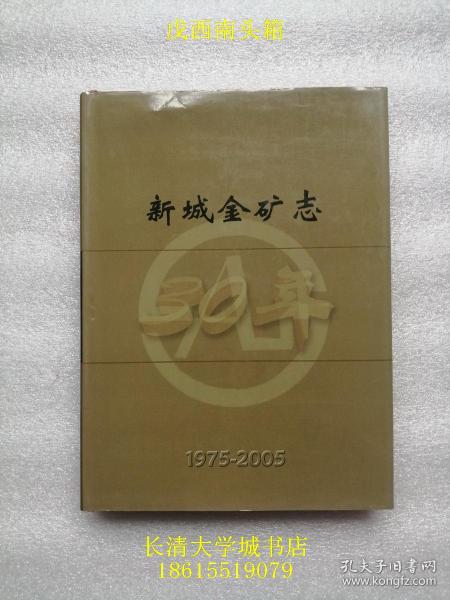 戊西南头箱
新城金矿志
30年
1975-2005
长清大学城书店
18615519079
孔夫子旧书网
www.kongfz.com